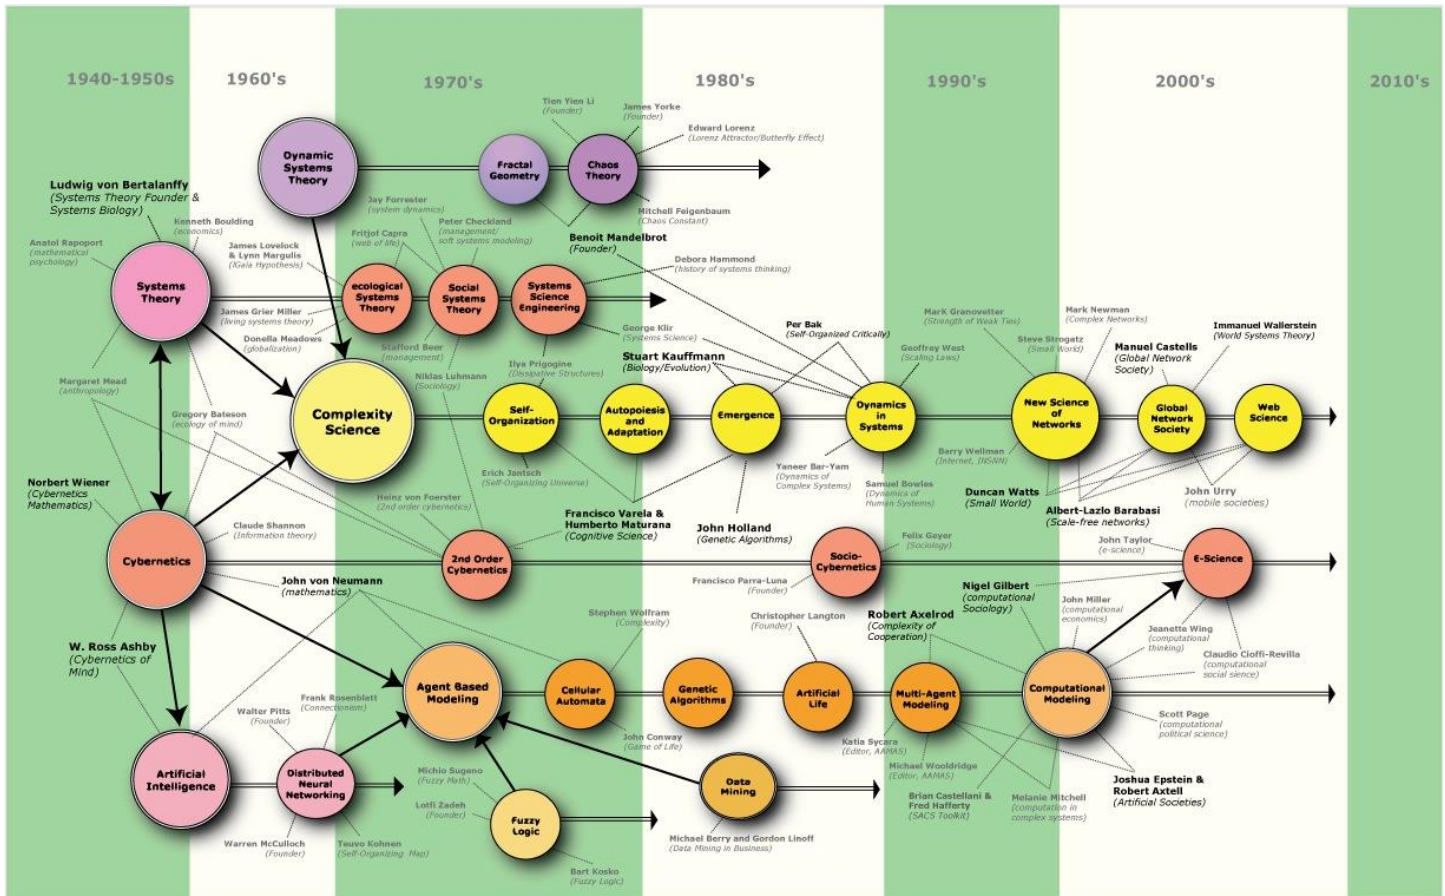 1940-1950s
1960's
1970's
1980's
1990's
2000's
2010's
Tien Yien Li
(Founder)
James Yorke
(Founder)
Edward Lorenz
(Lorenz Attractor/Butterfly Effect)
Dynamic
Systems
Theory
Fractal
Geometry
Chaos
Theory
Mitchell Feigenbaum
(Chaos Constant)
Benoit Mandelbrot
(Founder)
Ludwig von Bertalanffy
(Systems Theory Founder &
Systems Biology)
Kenneth Boulding
(economics)
Anatol Rapoport
(mathematical
psychology)
James Lovelock
& Lynn Margulis
(IGaia Hypothesis)
Jay Forrester
(system dynamics)
Fritjof Capra
(web of life)
Peter Checkland
(management/
soft systems modeling)
Debora Hammond
(history of systems thinking)
Systems
Theory
ecological
Systems
Theory
Social
Systems
Theory
Systems
Science
Engineering
James Grier Miller
(living systems theory)
Donella Meadows
(globalization)
Stafford Beer
(management)
Niklas Luhmann
(Sociology)
Ilya Prigogine
(Dissipative Structures)
George Klir
(Systems Science)
Stuart Kauffmann
(Biology/Evolution)
Per Bak
(Self-Organized Critically)
Mark Granovetter
(Strength of Weak Ties)
Geoffrey West
(Scaling Laws)
Steve Strogatz
(Small World)
Mark Newman
(Complex Networks)
Manuel Castells
(Global Network
Society)
Immanuel Wallerstein
(World Systems Theory)
Margaret Mead
(anthropology)
Gregory Bateson
(ecology of mind)
Complexity
Science
Self-
Organization
Autopoiesis
and
Adaptation
Emergence
Dynamics
in
Systems
New Science
of
Networks
Global
Network
Society
Web
Science
Erich Jantsch
(Self-Organizing Universe)
Yaneer Bar-Yam
(Dynamics of
Complex Systems)
Samuel Bowles
(Dynamics of
Human Systems)
Barry Wellman
(Internet, INSNN)
Duncan Watts
(Small World)
Albert-Lazlo Barabasi
(Scale-free networks)
John Urry
(mobile societies)
Norbert Wiener
(Cybernetics
Mathematics)
Claude Shannon
(Information theory)
Heinz von Foerster
(2nd order cybernetics)
Francisco Varela &
Humberto Maturana
(Cognitive Science)
John Holland
(Genetic Algorithms)
Felix Geyer
(Sociology)
John Taylor
(e-science)
Cybernetics
2nd Order
Cybernetics
Socio-
Cybernetics
E-Science
John von Neumann
(mathematics)
Francisco Parra-Luna
(Founder)
Nigel Gilbert
(computational
Sociology)
John Miller
(computational
economics)
Jeanette Wing
(computational
thinking)
Claudio Cioffi-Revilla
(computational
social sience)
W. Ross Ashby
(Cybernetics of
Mind)
Stephen Wolfram
(Complexity)
Christopher Langton
(Founder)
Robert Axelrod
(Complexity of
Cooperation)
Agent Based
Modeling
Cellular
Automata
Genetic
Algorithms
Artificial
Life
Multi-Agent
Modeling
Computational
Modeling
Walter Pitts
(Founder)
Frank Rosenblatt
(Connectionism)
John Conway
(Game of Life)
Katia Sycara
(Editor, AAMAS)
Michael Wooldridge
(Editor, AAMAS)
Scott Page
(computational
political science)
Artificial
Intelligence
Distributed
Neural
Networking
Michio Sugeno
(Fuzzy Math)
Lotfi Zadeh
(Founder)
Fuzzy
Logic
Data
Mining
Brian Castellani &
Fred Hafferty
(SACS Toolkit)
Melanie Mitchell
(computation in
complex systems)
Joshua Epstein &
Robert Axtell
(Artificial Societies)
Warren McCulloch
(Founder)
Teuvo Kohnen
(Self-Organizing Map)
Michael Berry and Gordon Linoff
(Data Mining in Business)
Bart Kosko
(Fuzzy Logic)